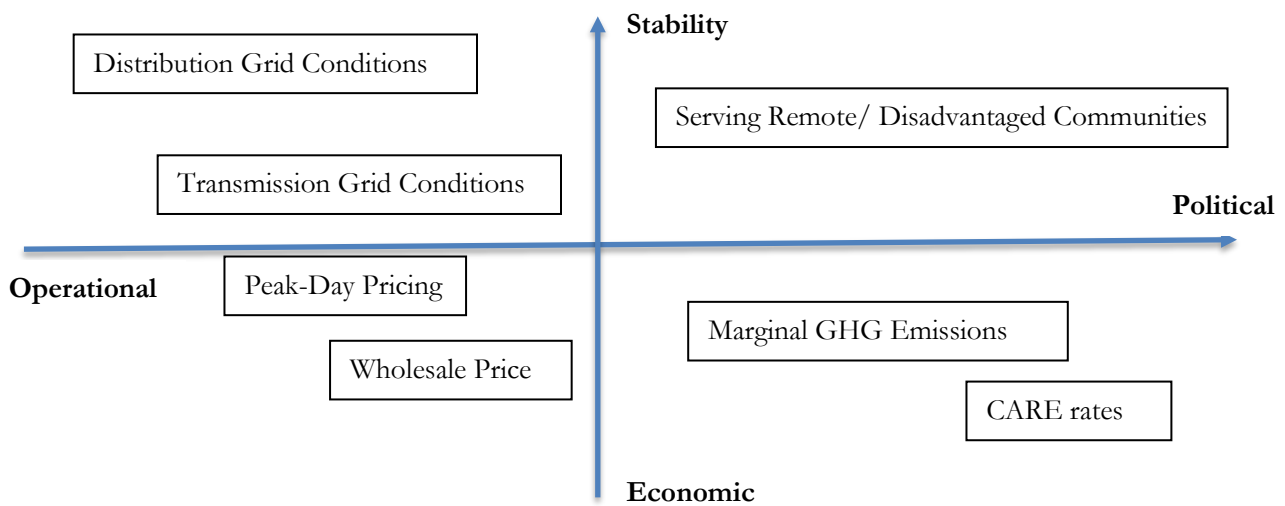 Stability
Distribution Grid Conditions
Serving Remote/ Disadvantaged Communities
Transmission Grid Conditions
Political
Operational
Peak-Day Pricing
Marginal GHG Emissions
Wholesale Price
CARE rates
Economic